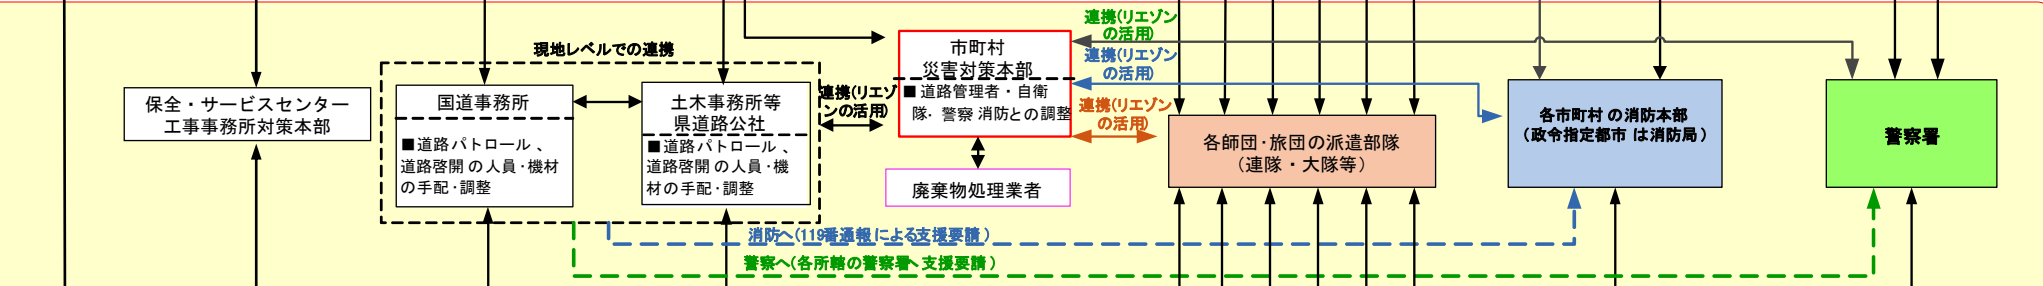 現地レベルでの連携
保全・サービスセンター
工事事務所対策本部
国道事務所
■道路パトロール、
道路啓開の人員・機材
の手配・調整
土木事務所等
県道路公社
■道路パトロール、
道路啓開の人員・機
材の手配・調整
連携(リエゾ
ンの活用)
市町村
災害対策本部
■道路管理者・自衛
隊・警察消防との調整
廃棄物処理業者
連携(リエゾン
の活用)
連携(リエゾン
の活用)
連携(リエゾン
の活用)
各師団・旅団の派遣部隊
(連隊・大隊等)
各市町村の消防本部
(政令指定都市は消防局)
警察署
消防へ(119番通報による支援要請)
警察へ(各所轄の警察署へ支援要請)